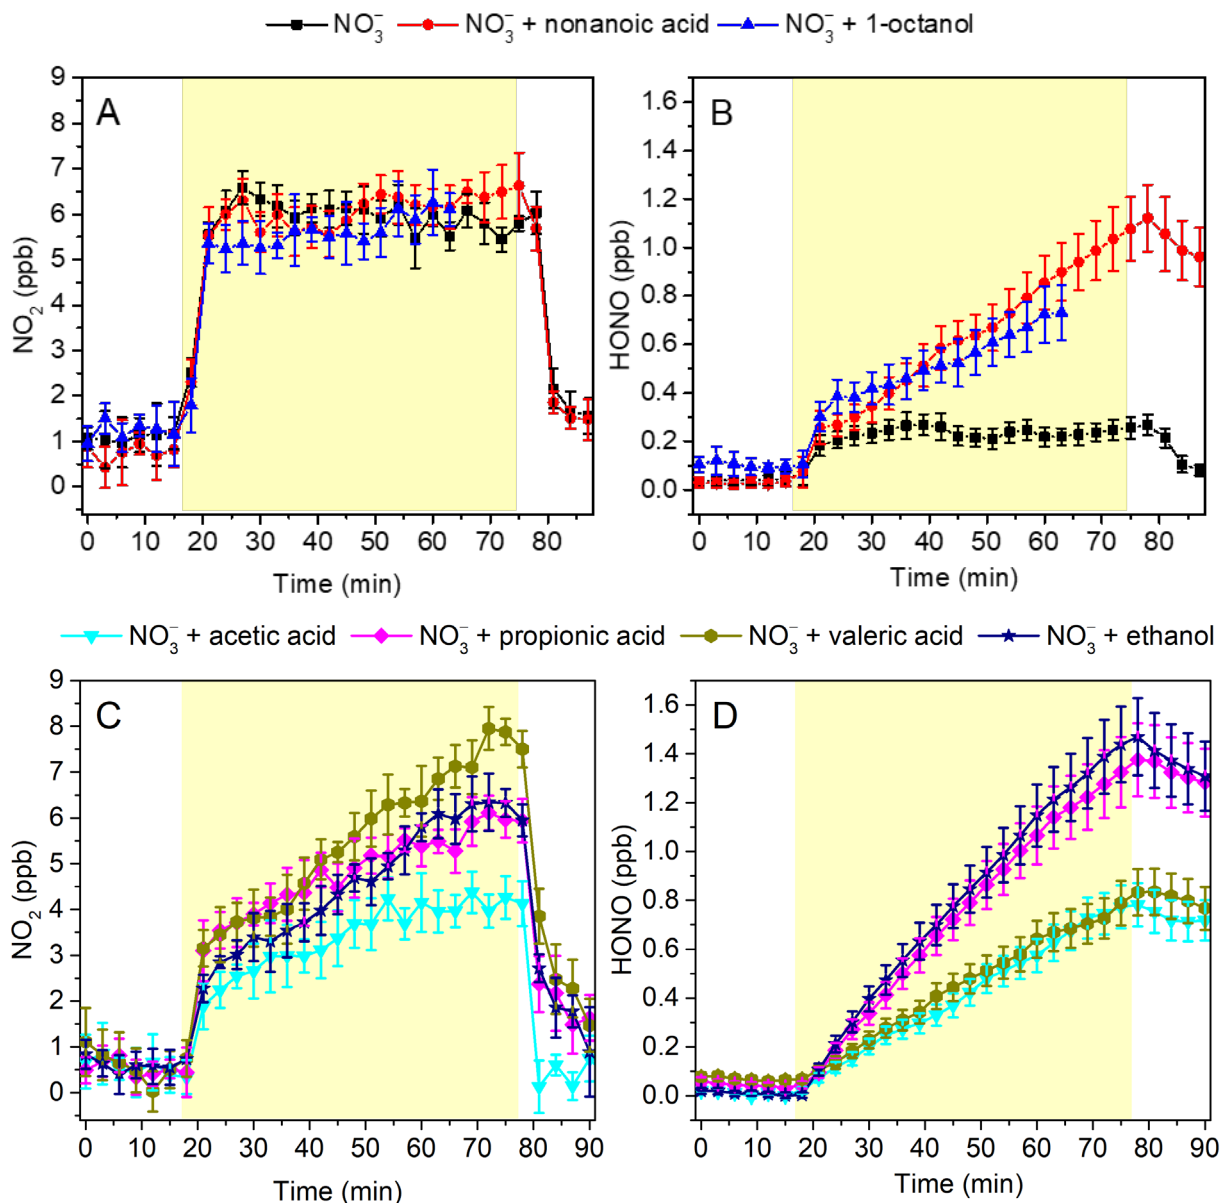 NO₃⁻ NO₃⁻ + nonanoic acid NO₃⁻ + 1-octanol
A
NO₂ (ppb)
9
8
7
6
5
4
3
2
1
0
0 10 20 30 40 50 60 70 80
Time (min)
B
HONO (ppb)
1.6
1.4
1.2
1.0
0.8
0.6
0.4
0.2
0.0
0 10 20 30 40 50 60 70 80
Time (min)
NO₃⁻ + acetic acid NO₃⁻ + propionic acid NO₃⁻ + valeric acid NO₃⁻ + ethanol
C
NO₂ (ppb)
9
8
7
6
5
4
3
2
1
0
0 10 20 30 40 50 60 70 80 90
Time (min)
D
HONO (ppb)
1.6
1.4
1.2
1.0
0.8
0.6
0.4
0.2
0.0
0 10 20 30 40 50 60 70 80 90
Time (min)